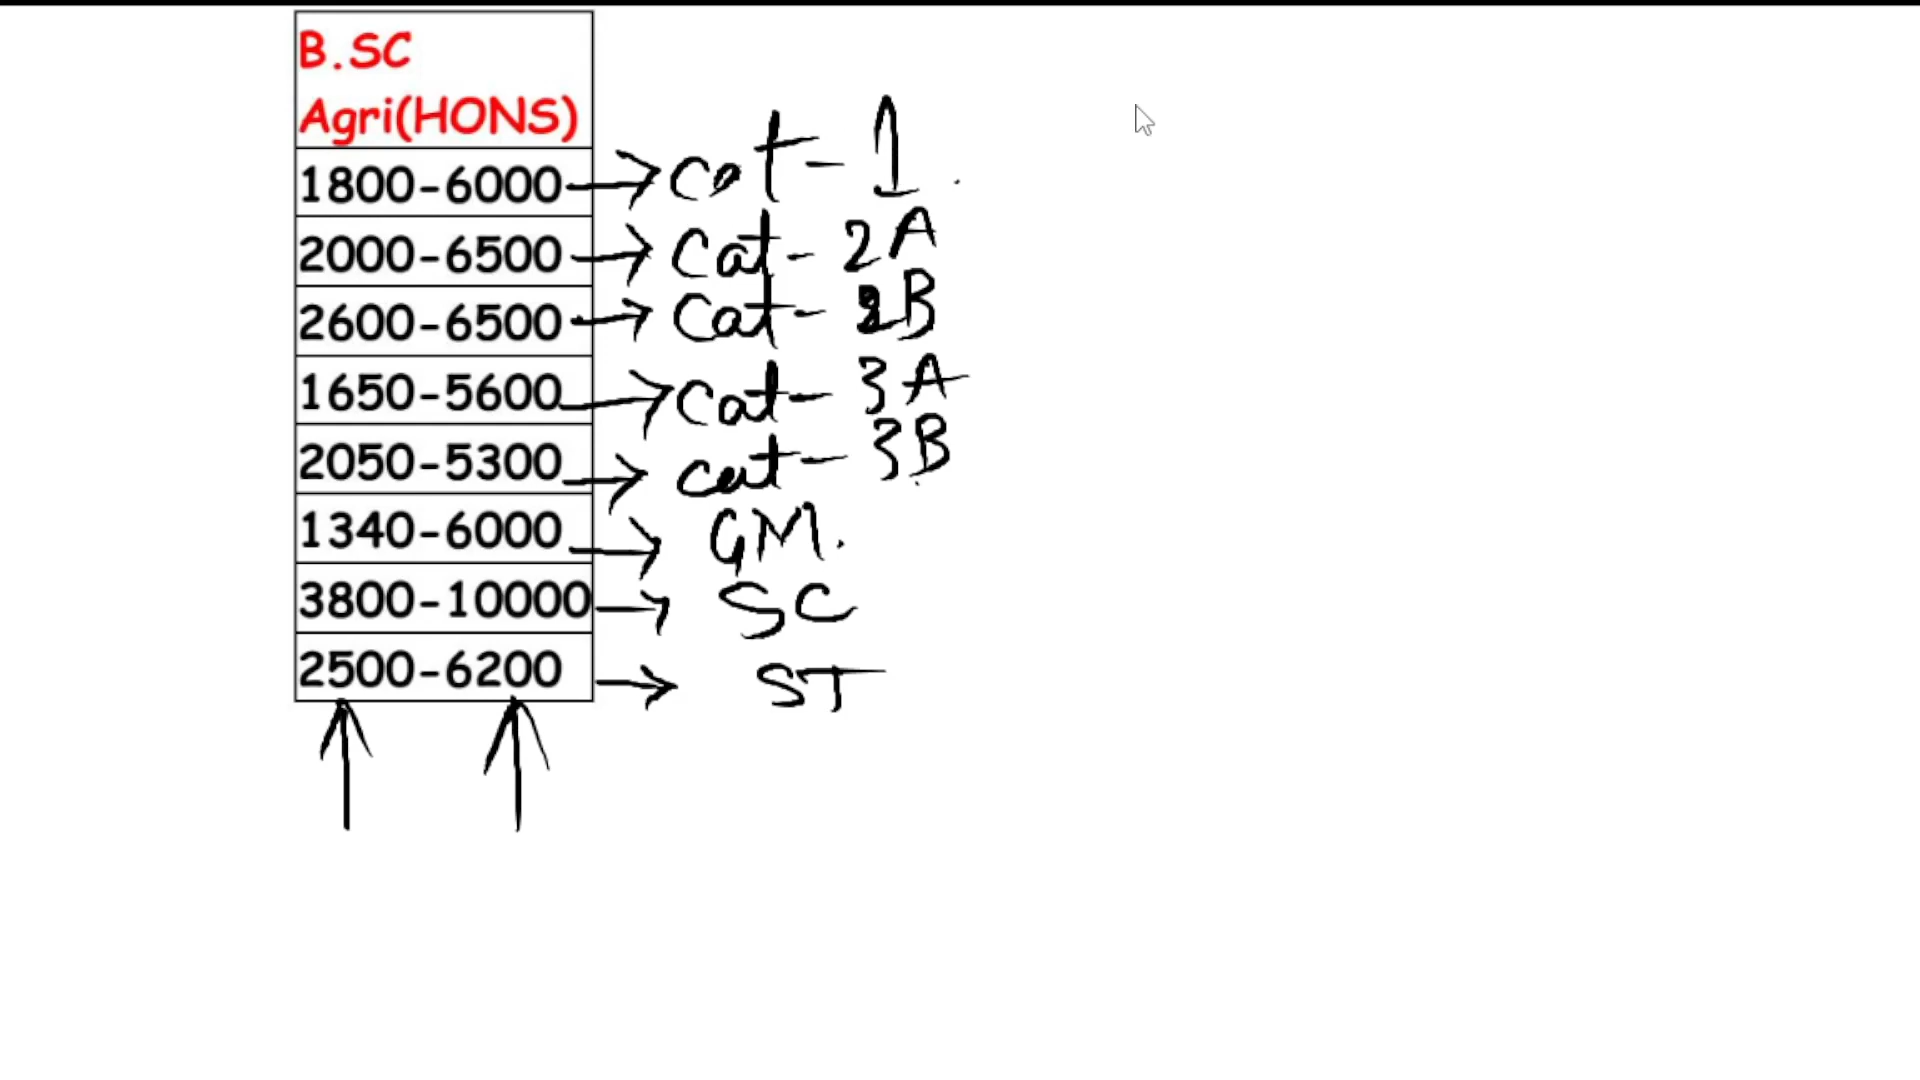 B.SC
Agri(HONS)
1800-6000 → Cat - 1
2000-6500 → Cat - 2A
2600-6500 → Cat - 2B
1650-5600 → Cat - 3A
2050-5300 → Cat - 3B
1340-6000 → GM.
3800-10000 → SC
2500-6200 → ST